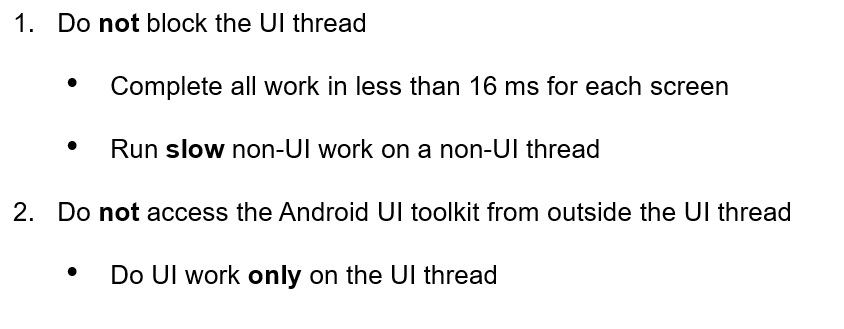 1. Do not block the UI thread
• Complete all work in less than 16 ms for each screen
• Run slow non-UI work on a non-UI thread
2. Do not access the Android UI toolkit from outside the UI thread
• Do UI work only on the UI thread